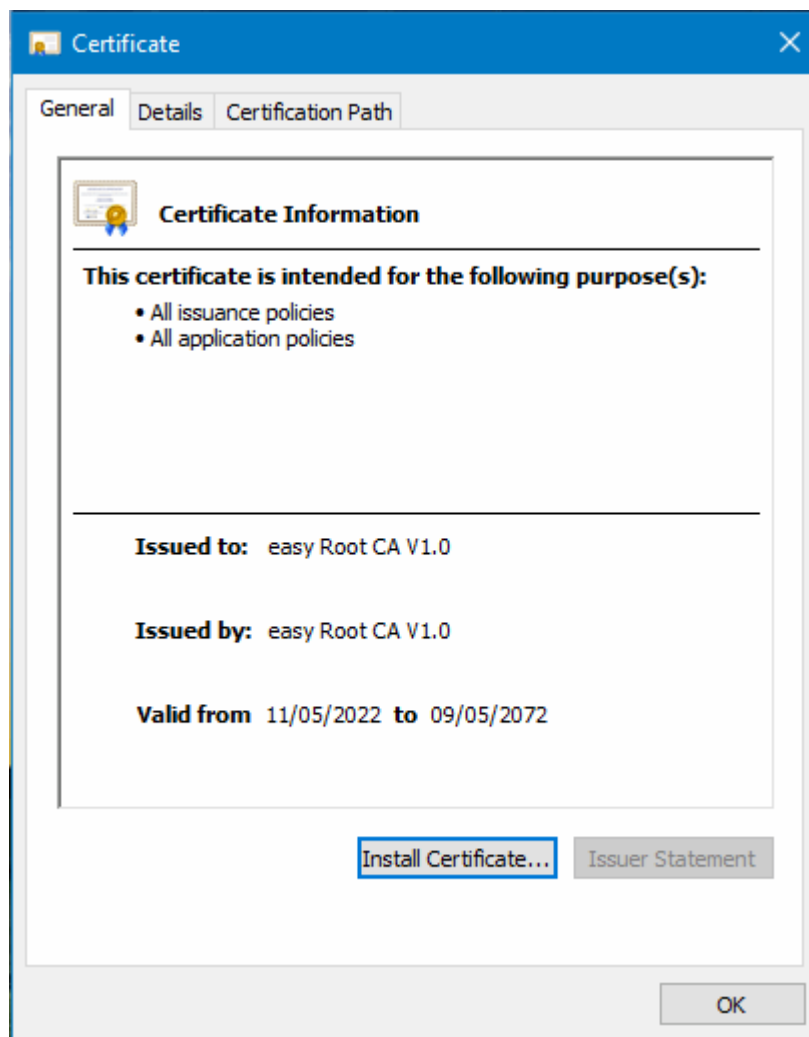 Certificate
General Details Certification Path
Certificate Information
This certificate is intended for the following purpose(s):
• All issuance policies
• All application policies
Issued to: easy Root CA V1.0
Issued by: easy Root CA V1.0
Valid from 11/05/2022 to 09/05/2072
Install Certificate... Issuer Statement
OK